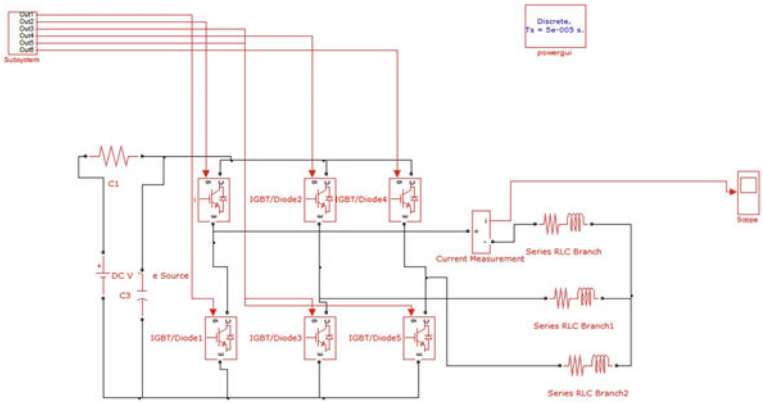 Out1
Out2
Out3
Out4
Out5
Out6
Subsystem
Discrete,
Ts = 5e-005 s.
powergui
C1
g
C
E
i
g
C
E
IGBT/Diode2
g
C
E
IGBT/Diode4
i
+
-
Current Measurement
Scope
Series RLC Branch
+
DC V
e Source
C3
Series RLC Branch1
g
C
E
IGBT/Diode1
g
C
E
IGBT/Diode3
g
C
E
IGBT/Diode5
Series RLC Branch2